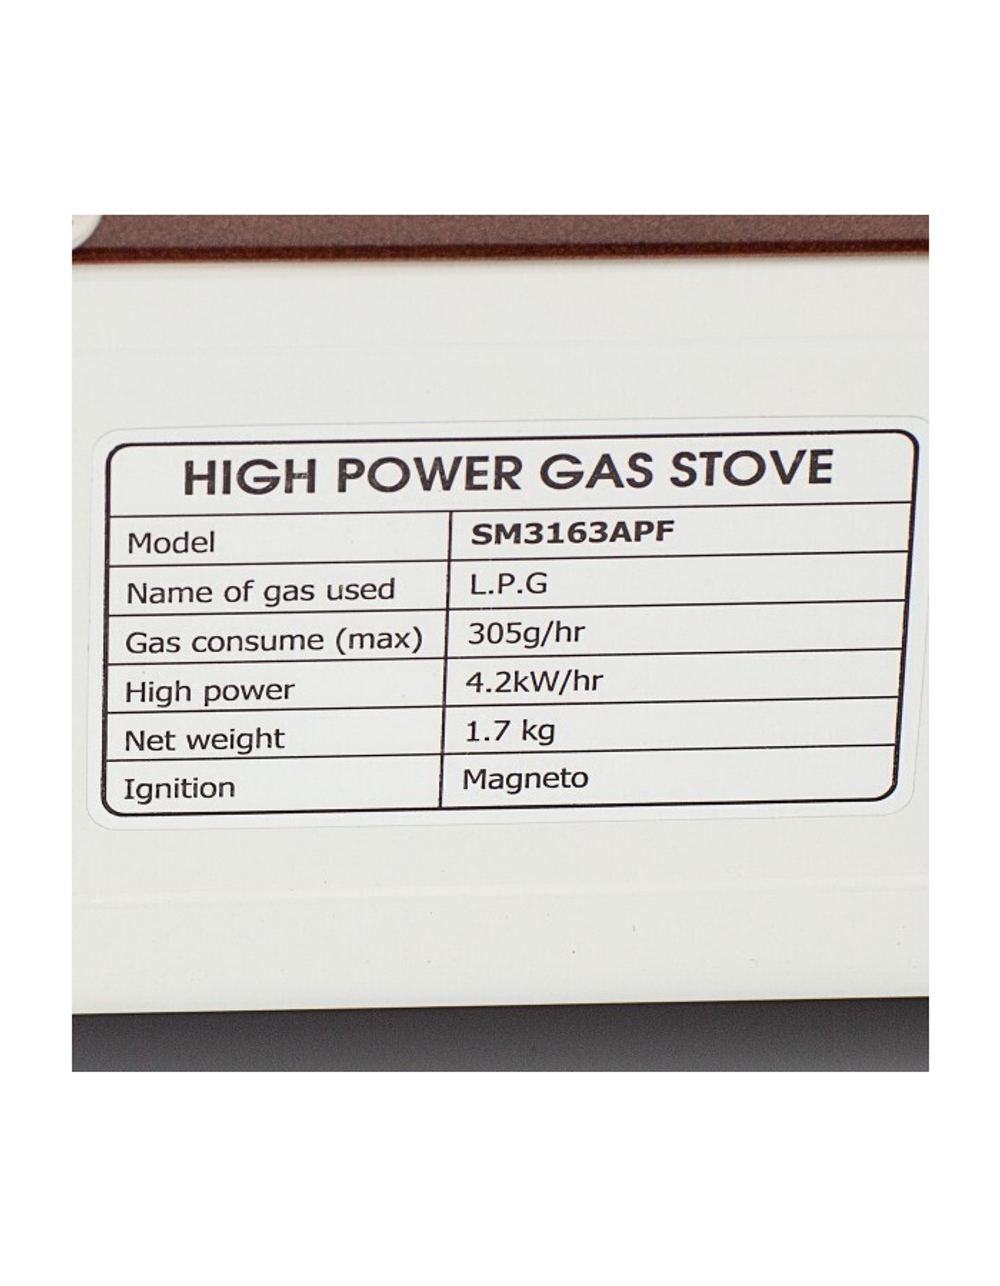 HIGH POWER GAS STOVE
Model SM3163APF
Name of gas used L.P.G
Gas consume (max) 305g/hr
High power 4.2kW/hr
Net weight 1.7 kg
Ignition Magneto